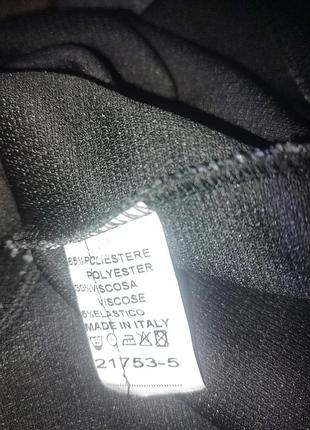 65%POLIESTERE
POLYESTER
30%VISCOSA
VISCOSE
5%ELASTICO
MADE IN ITALY
21753-5